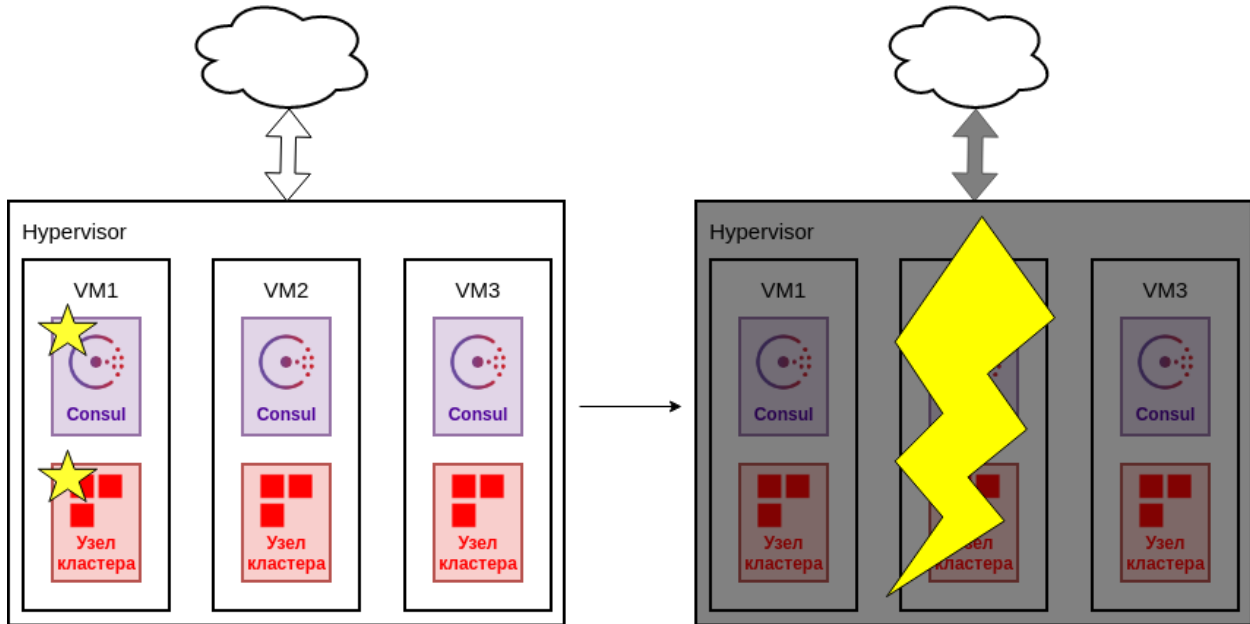 Hypervisor
VM1
VM2
VM3
Consul
Consul
Consul
Узел
кластера
Узел
кластера
Узел
кластера
Hypervisor
VM1
VM3
Consul
Consul
Узел
кластера
кластера
Узел
кластера